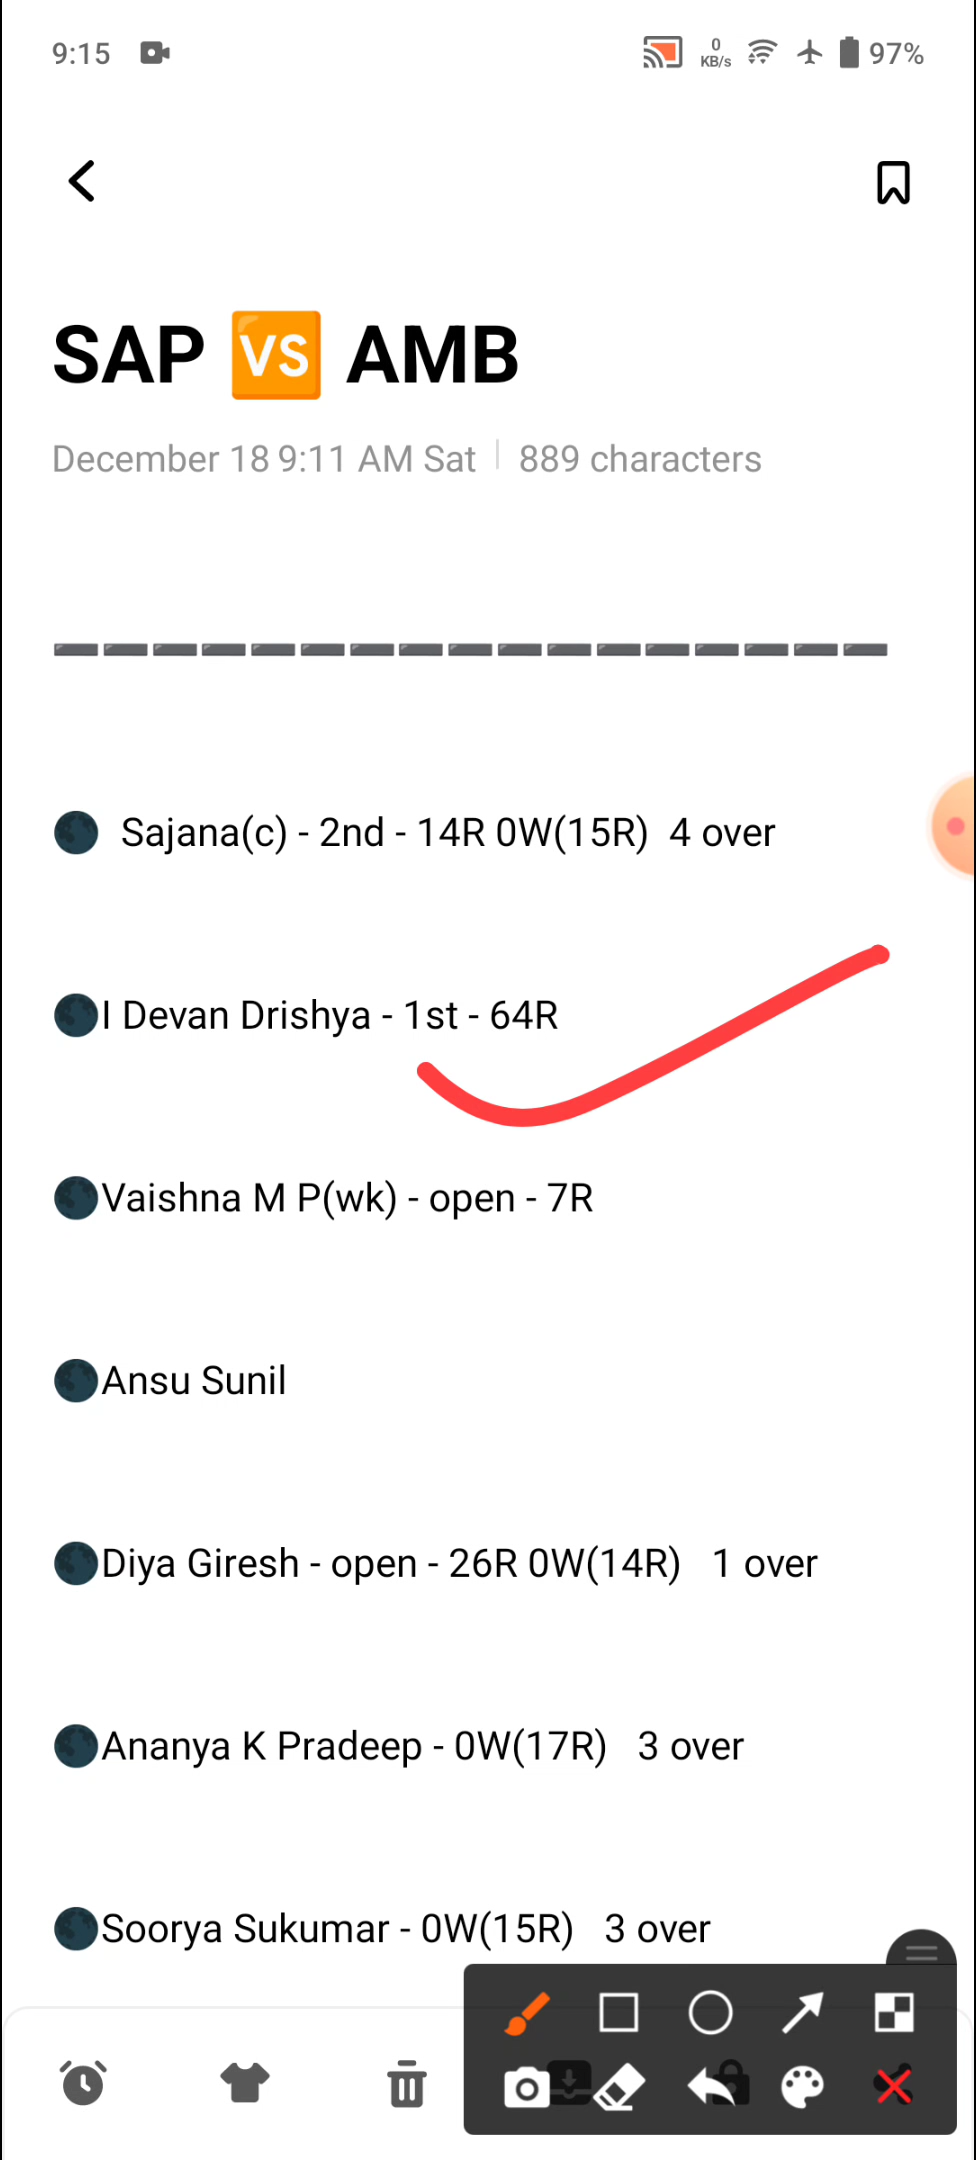 9:15
0 KB/s
97%
SAP 🆚 AMB
December 18 9:11 AM Sat | 889 characters
➖➖➖➖➖➖➖➖➖➖➖➖➖➖➖➖➖
🌑 Sajana(c) - 2nd - 14R 0W(15R) 4 over
🌑I Devan Drishya - 1st - 64R
🌑Vaishna M P(wk) - open - 7R
🌑Ansu Sunil
🌑Diya Giresh - open - 26R 0W(14R) 1 over
🌑Ananya K Pradeep - 0W(17R) 3 over
🌑Soorya Sukumar - 0W(15R) 3 over